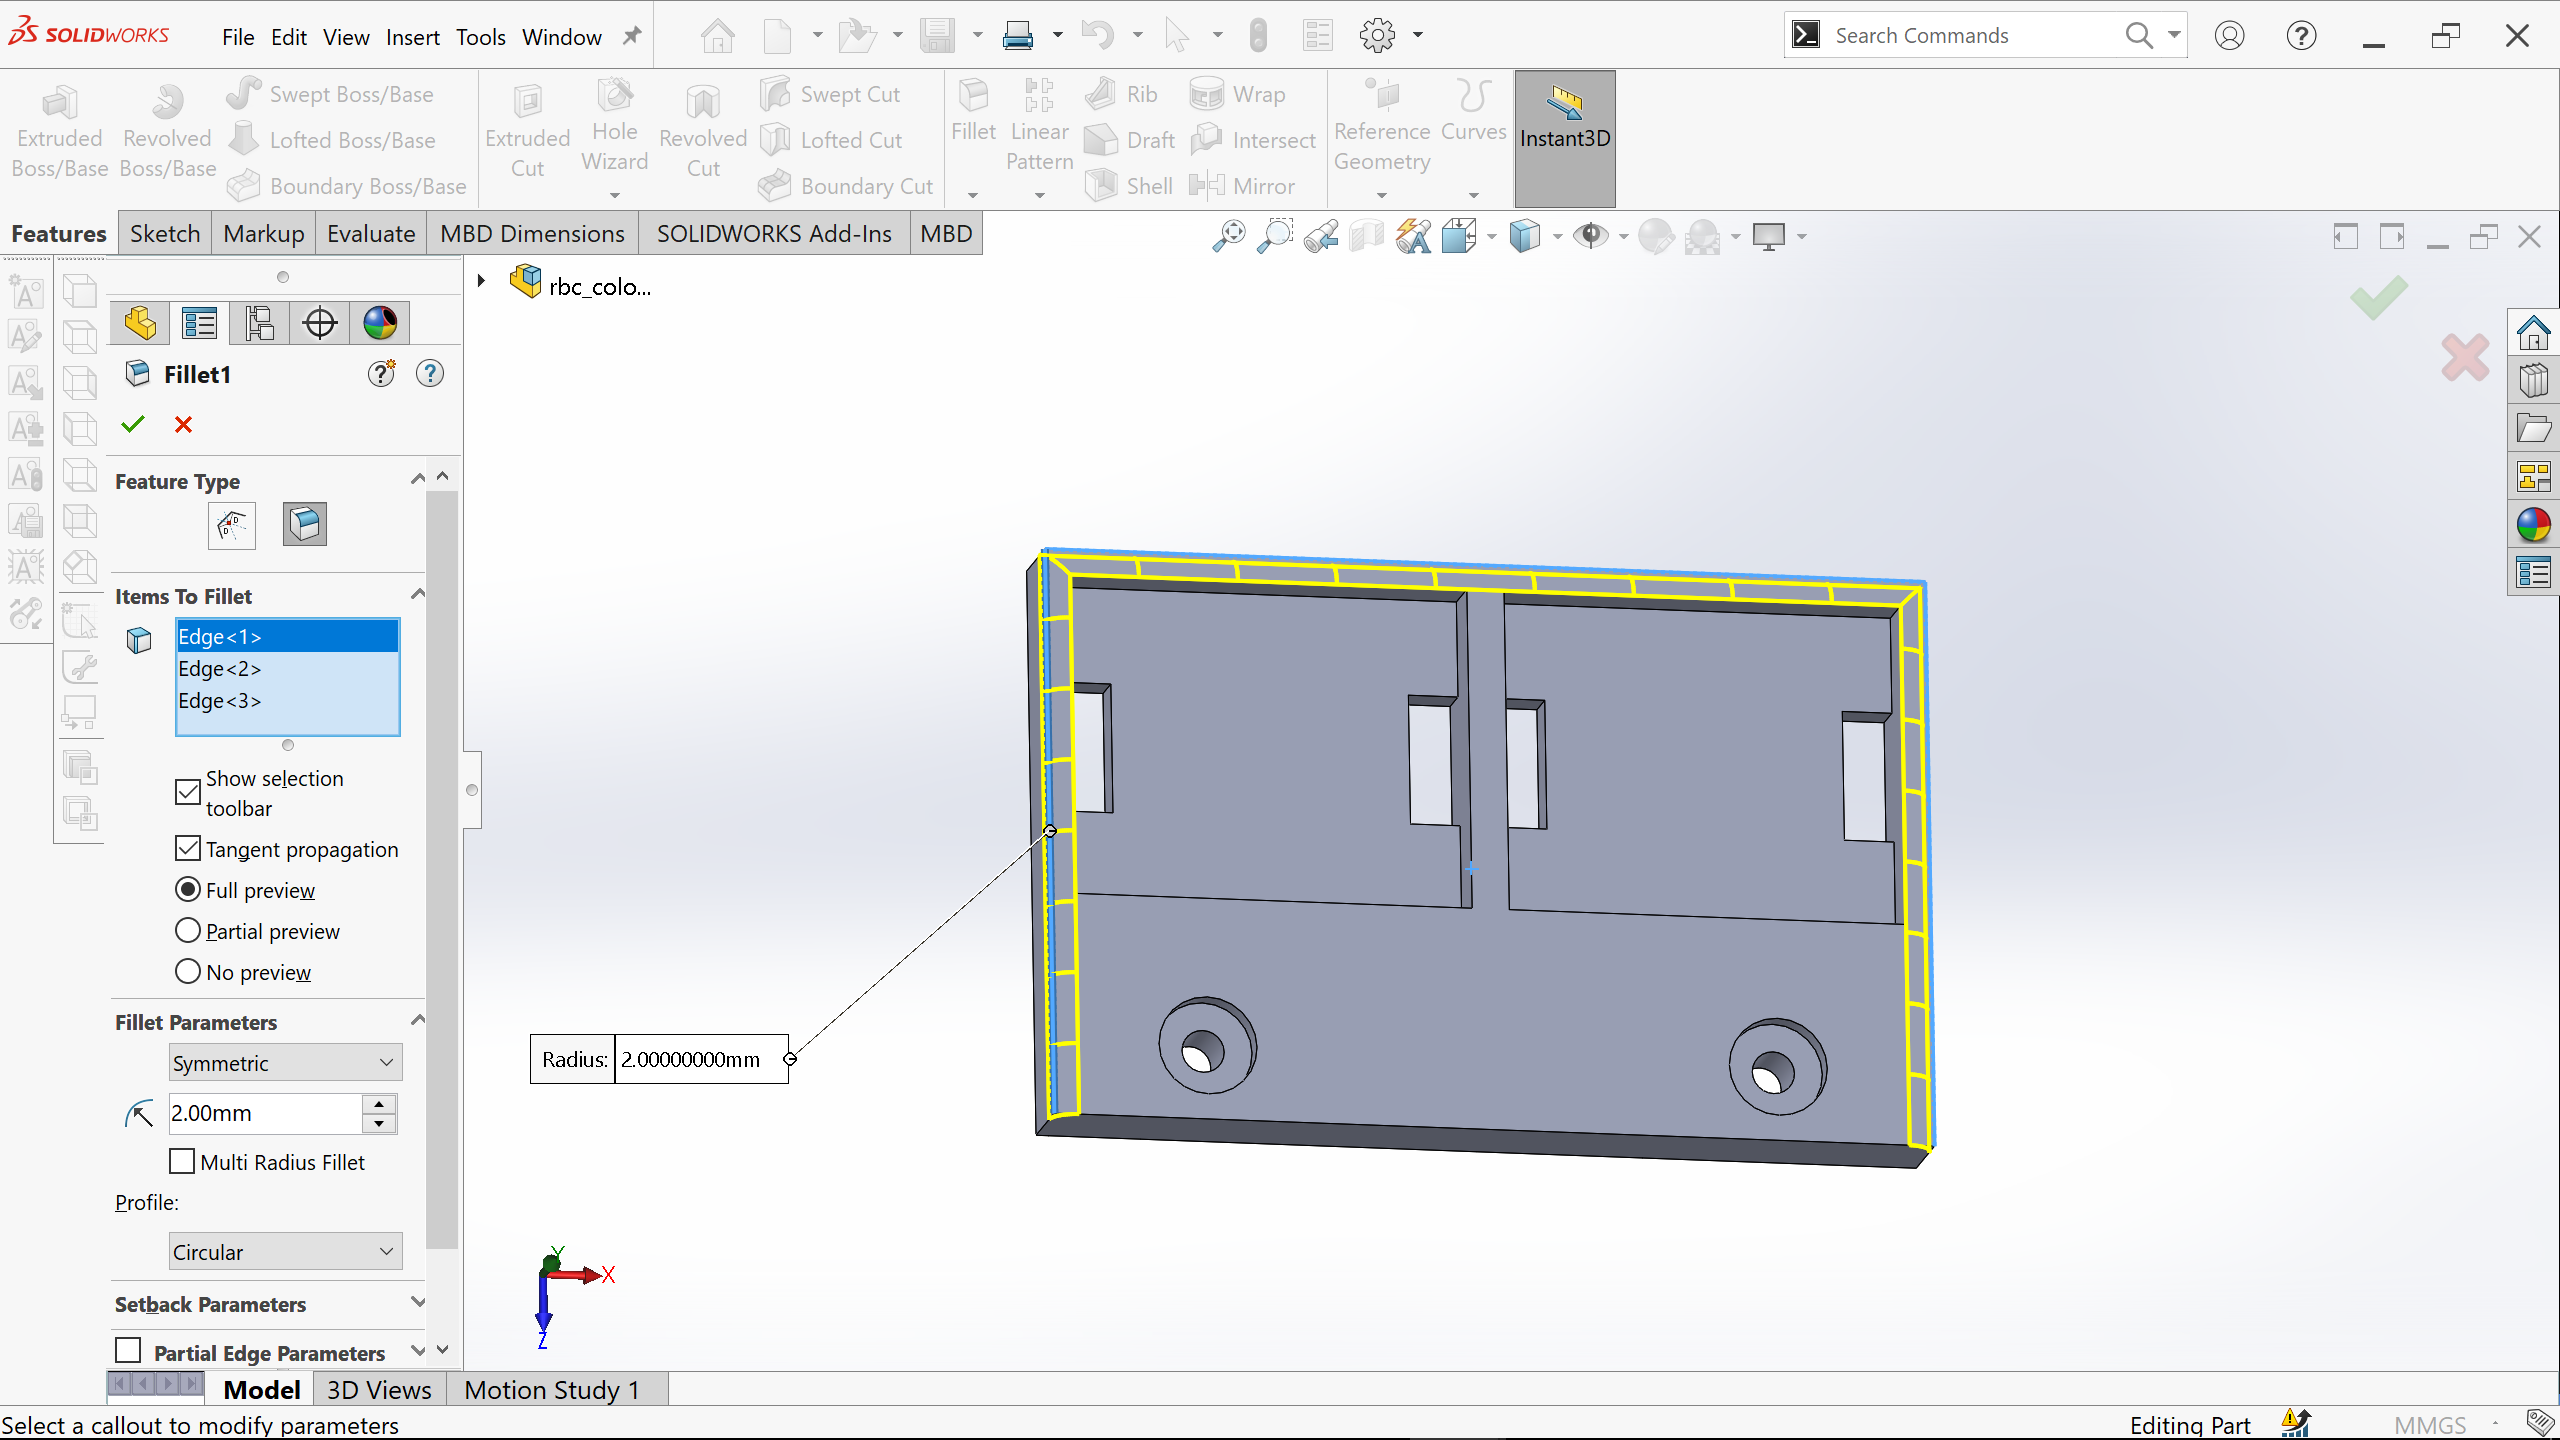 SOLIDWORKS File Edit View Insert Tools Window Search Commands
Extruded Boss/Base
Revolved Boss/Base
Swept Boss/Base
Lofted Boss/Base
Boundary Boss/Base
Extruded Cut
Hole Wizard
Revolved Cut
Swept Cut
Lofted Cut
Boundary Cut
Fillet
Linear Pattern
Rib
Draft
Shell
Wrap
Intersect
Mirror
Reference Geometry
Curves
Instant3D
Features Sketch Markup Evaluate MBD Dimensions SOLIDWORKS Add-Ins MBD
rbc_colo...
Fillet1
Feature Type
Items To Fillet
Edge<1>
Edge<2>
Edge<3>
Show selection
toolbar
Tangent propagation
Full preview
Partial preview
No preview
Fillet Parameters
Symmetric
2.00mm
Multi Radius Fillet
Profile:
Circular
Setback Parameters
Partial Edge Parameters
Radius: 2.00000000mm
Y
X
Z
Model 3D Views Motion Study 1
Select a callout to modify parameters Editing Part MMGS